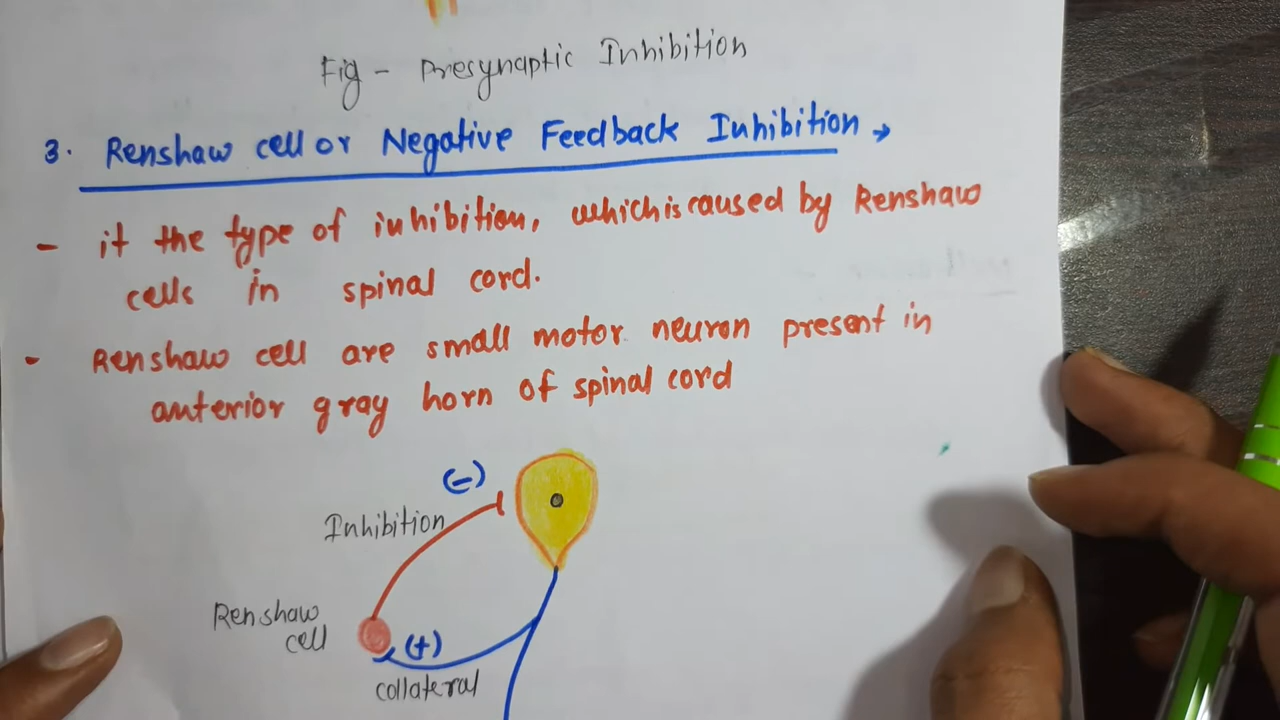 Fig - Presynaptic Inhibition
3. Renshaw cell or Negative Feedback Inhibition →
- it the type of inhibition, which is caused by Renshaw
cells in spinal cord.
- Renshaw cell are small motor neuron present in
anterior gray horn of spinal cord
(-)
Inhibition
Renshaw
cell
(+)
collateral